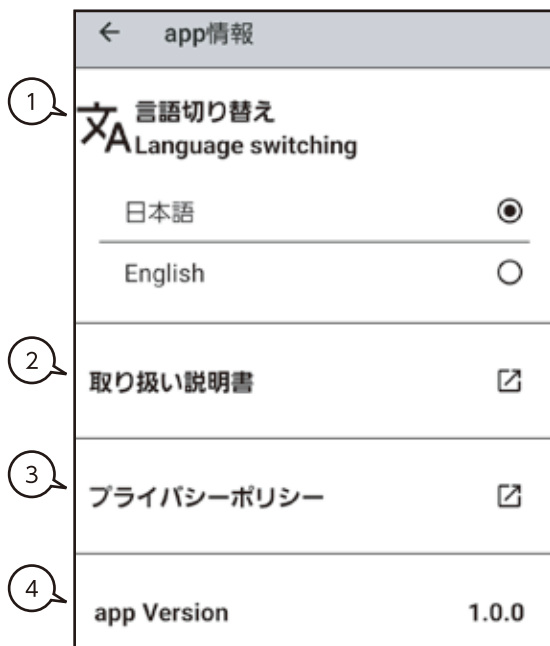 ← app情報
1
言語切り替え
Language switching
日本語
English
2
取り扱い説明書
3
プライバシーポリシー
4
app Version 1.0.0